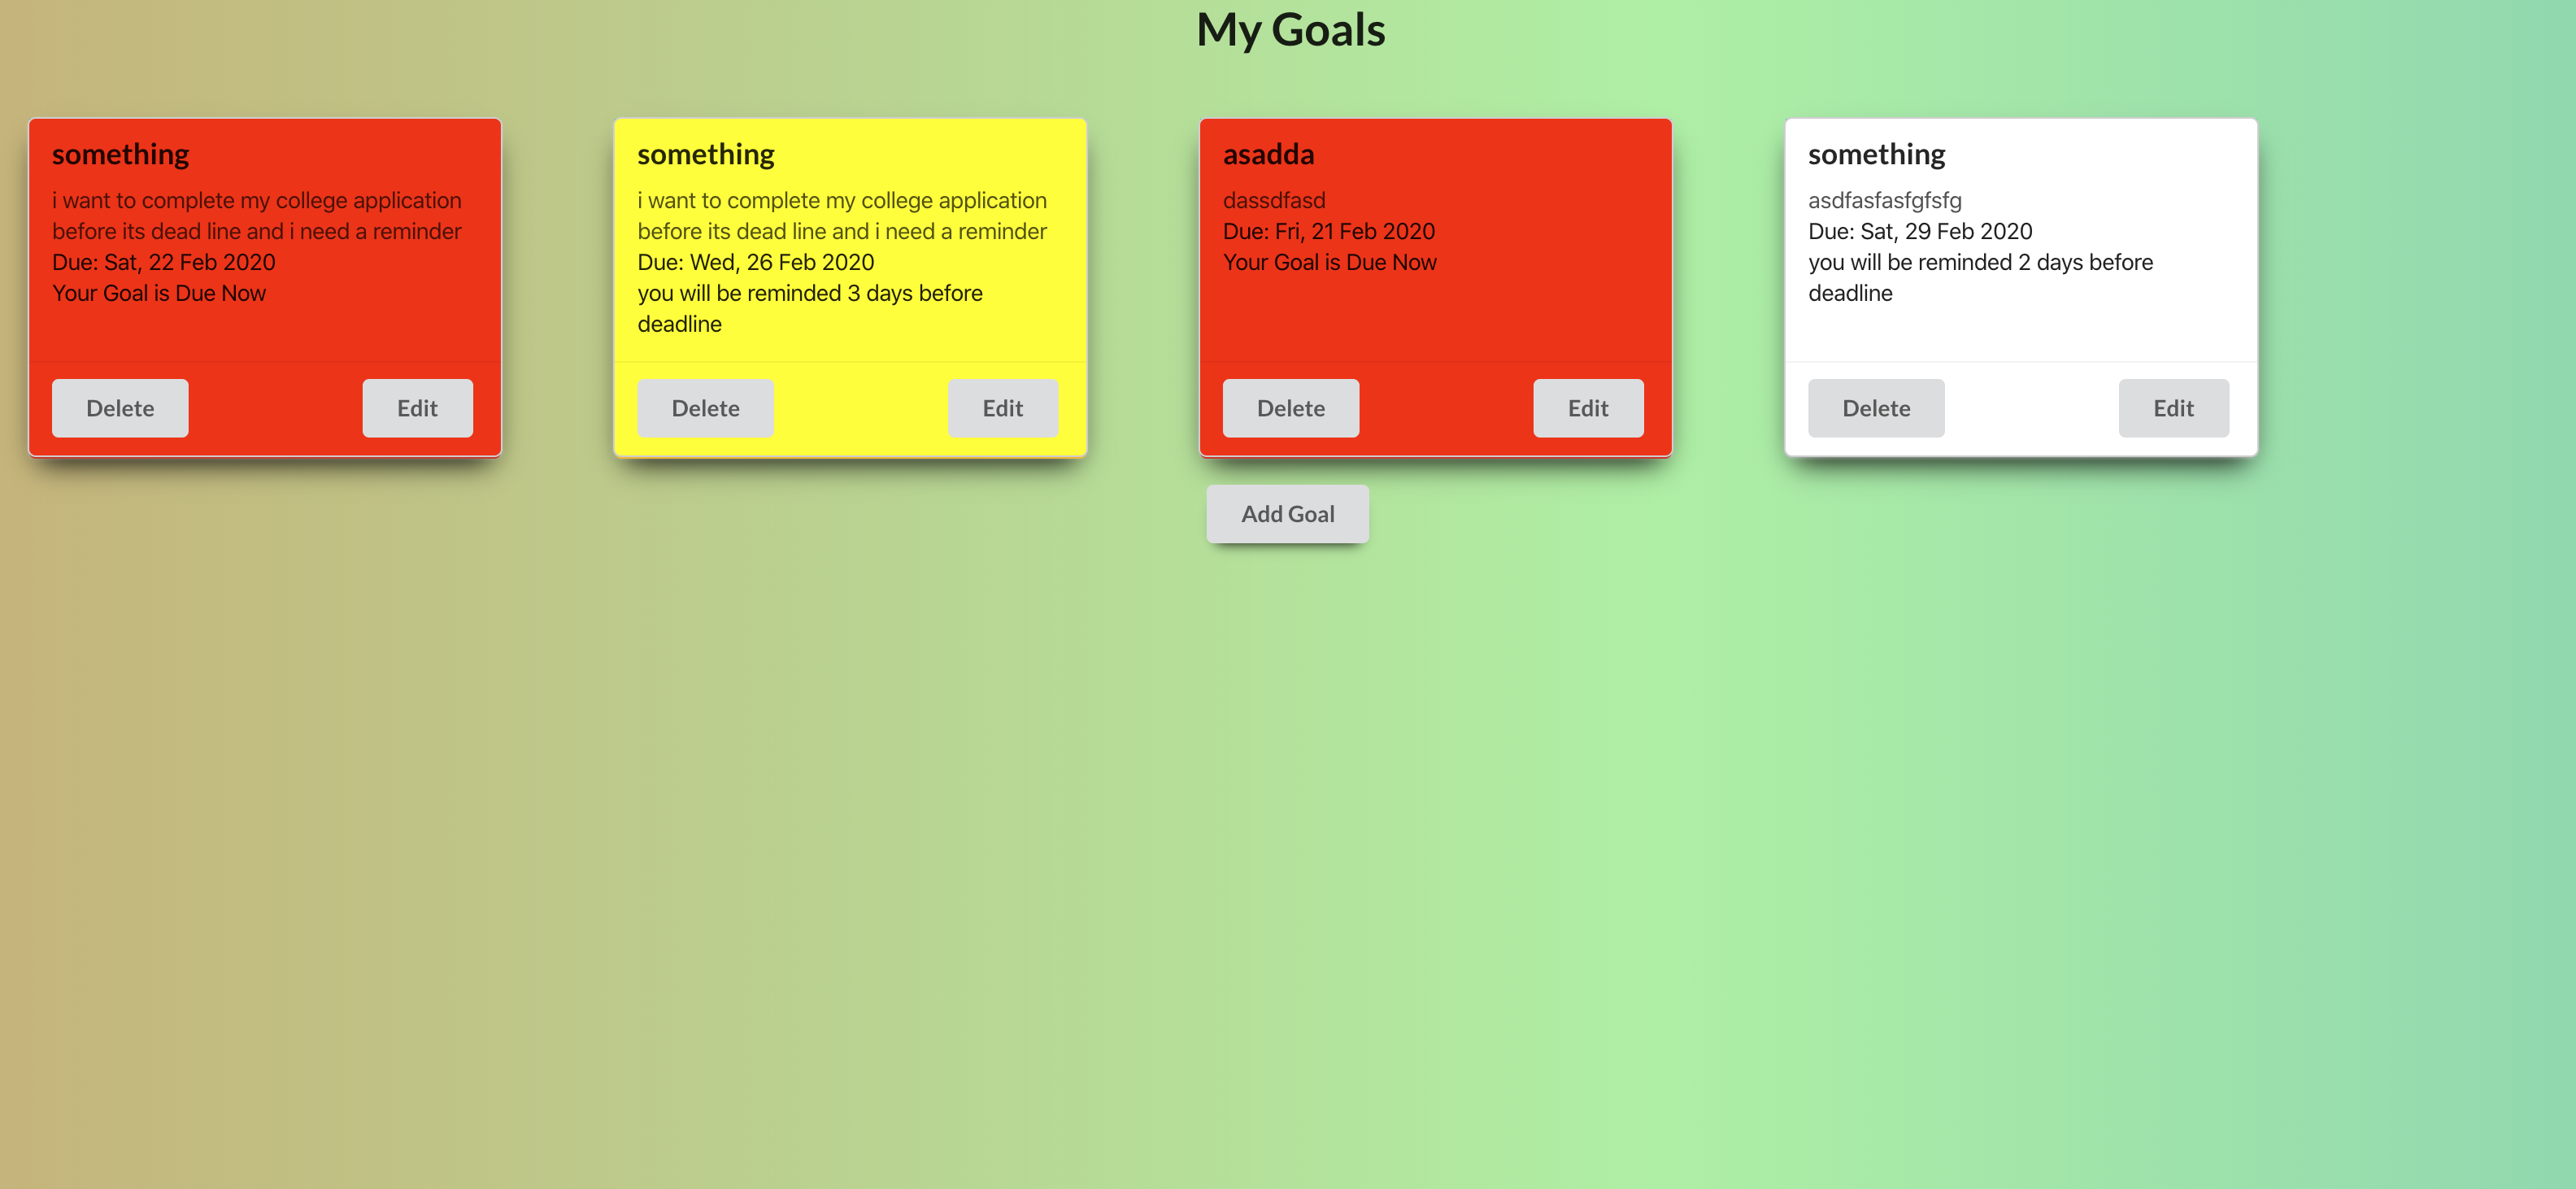 My Goals
something
i want to complete my college application
before its dead line and i need a reminder
Due: Sat, 22 Feb 2020
Your Goal is Due Now
Delete
Edit
something
i want to complete my college application
before its dead line and i need a reminder
Due: Wed, 26 Feb 2020
you will be reminded 3 days before
deadline
Delete
Edit
asadda
dassdfasd
Due: Fri, 21 Feb 2020
Your Goal is Due Now
Delete
Edit
something
asdfasfasfgfsfg
Due: Sat, 29 Feb 2020
you will be reminded 2 days before
deadline
Delete
Edit
Add Goal